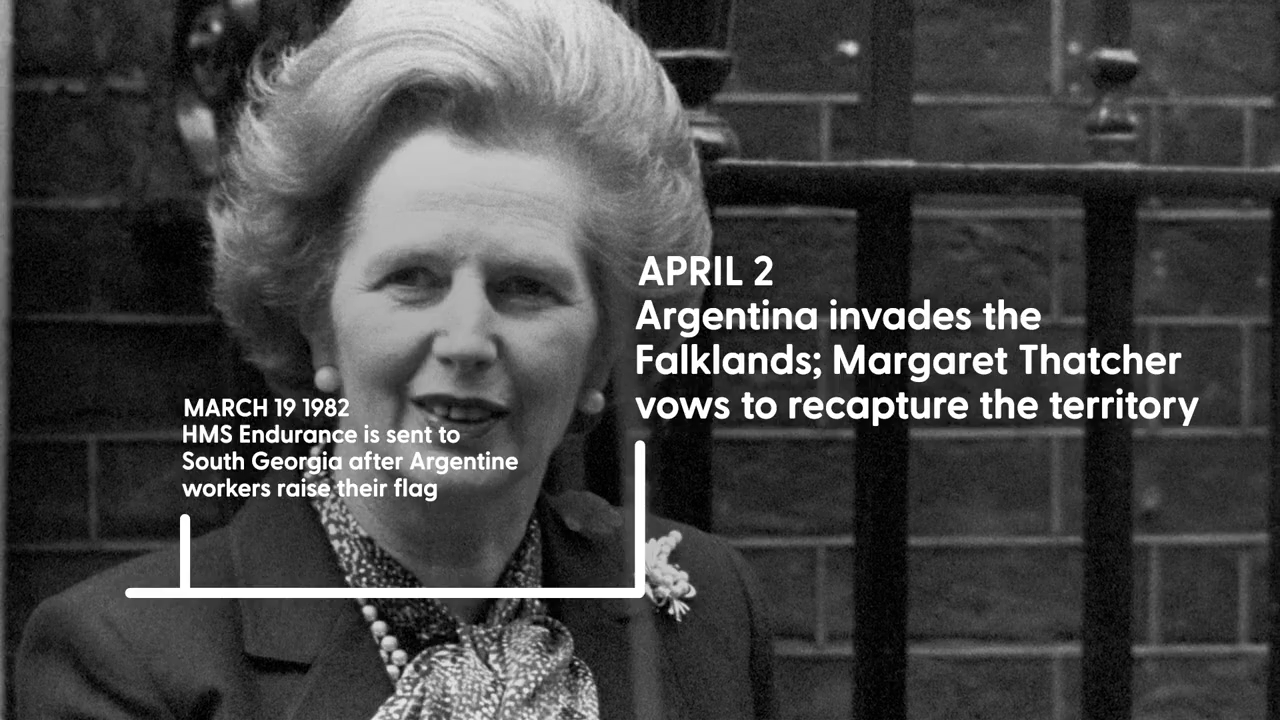 MARCH 19 1982
HMS Endurance is sent to
South Georgia after Argentine
workers raise their flag
APRIL 2
Argentina invades the
Falklands; Margaret Thatcher
vows to recapture the territory